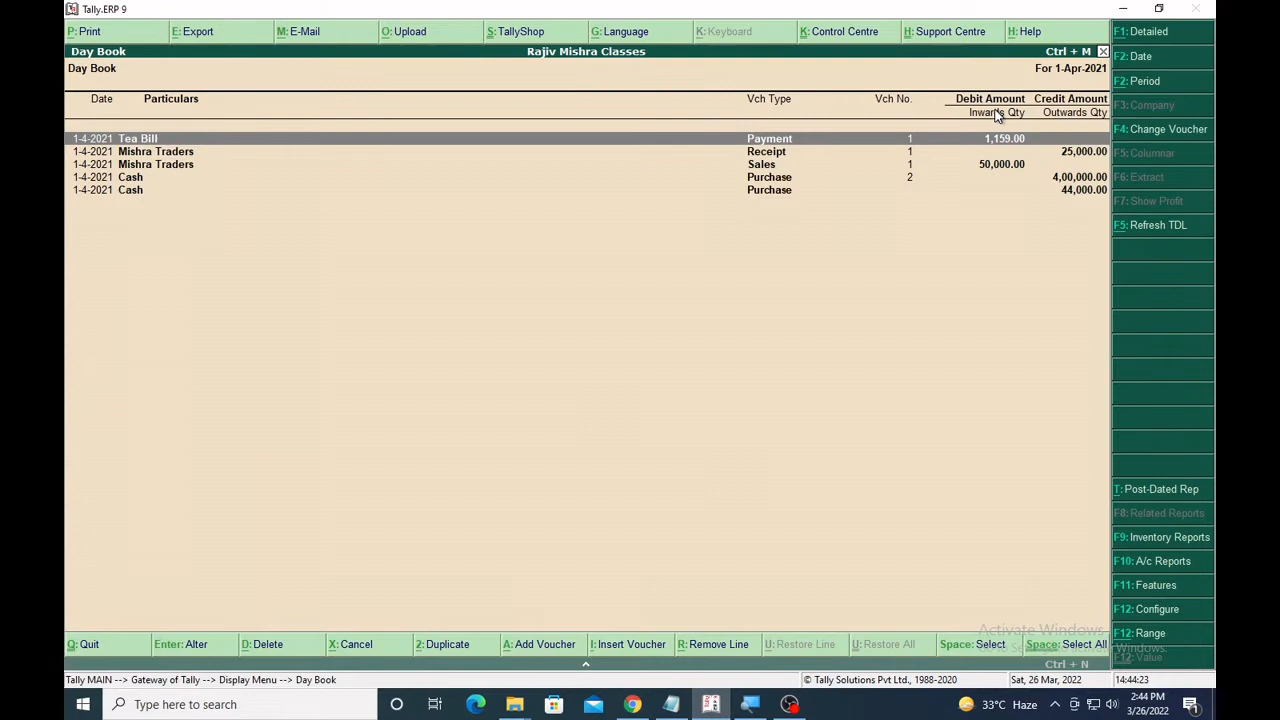 Tally.ERP 9
P: Print E: Export M: E-Mail O: Upload S: TallyShop G: Language K: Keyboard K: Control Centre H: Support Centre H: Help
Day Book Rajiv Mishra Classes Ctrl + M
Day Book For 1-Apr-2021
Date Particulars Vch Type Vch No. Debit Amount Credit Amount
Inwards Qty Outwards Qty
1-4-2021 Tea Bill Payment 1 1,159.00
1-4-2021 Mishra Traders Receipt 1 25,000.00
1-4-2021 Mishra Traders Sales 1 50,000.00
1-4-2021 Cash Purchase 2 4,00,000.00
1-4-2021 Cash Purchase 44,000.00
F1: Detailed
F2: Date
F2: Period
F3: Company
F4: Change Voucher
F5: Columnar
F6: Extract
F7: Show Profit
F5: Refresh TDL
T: Post-Dated Rep
F8: Related Reports
F9: Inventory Reports
F10: A/c Reports
F11: Features
F12: Configure
F12: Range
F12: Value
Activate Windows
Q: Quit Enter: Alter D: Delete X: Cancel 2: Duplicate A: Add Voucher I: Insert Voucher R: Remove Line U: Restore Line U: Restore All Space: Select Space: Select All
Ctrl + N
Tally MAIN --> Gateway of Tally --> Display Menu --> Day Book © Tally Solutions Pvt Ltd., 1988-2020 Sat, 26 Mar, 2022 14:44:23
Type here to search 33°C Haze 2:44 PM
3/26/2022